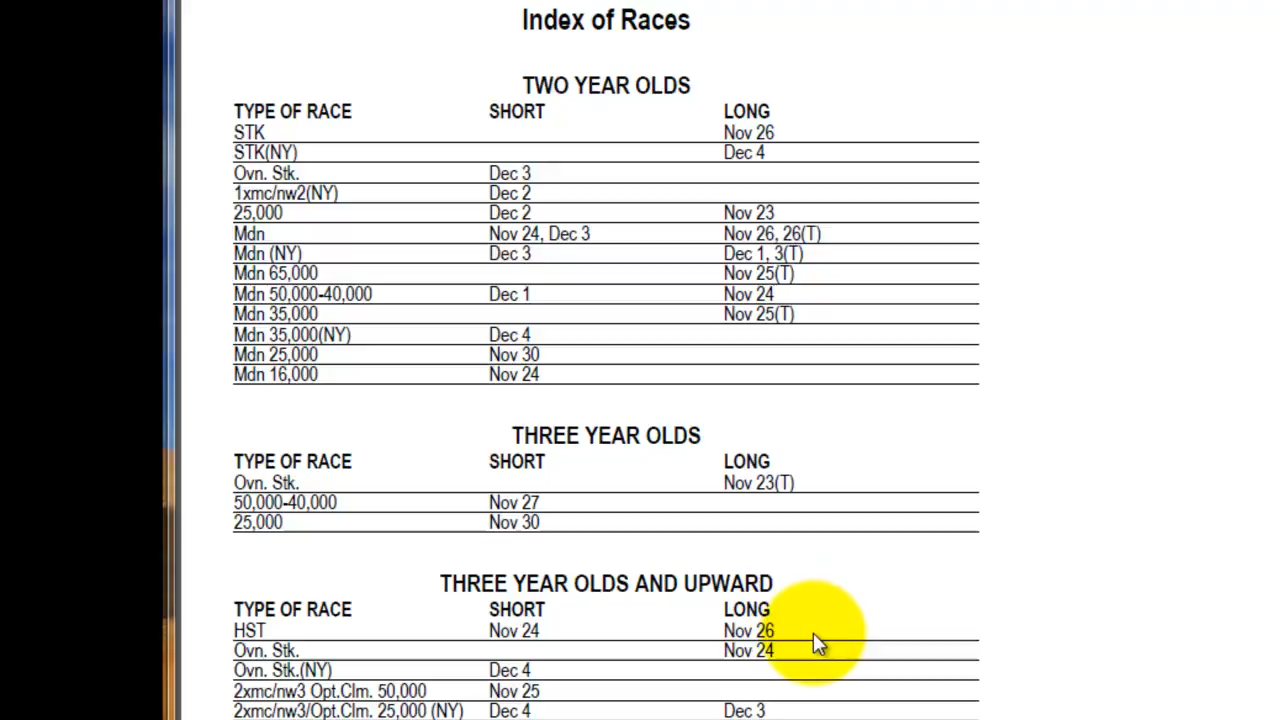 Index of Races
TWO YEAR OLDS
TYPE OF RACE SHORT LONG
STK Nov 26
STK(NY) Dec 4
Ovn. Stk. Dec 3
1xmc/nw2(NY) Dec 2
25,000 Dec 2 Nov 23
Mdn Nov 24, Dec 3 Nov 26, 26(T)
Mdn (NY) Dec 3 Dec 1, 3(T)
Mdn 65,000 Nov 25(T)
Mdn 50,000-40,000 Dec 1 Nov 24
Mdn 35,000 Nov 25(T)
Mdn 35,000(NY) Dec 4
Mdn 25,000 Nov 30
Mdn 16,000 Nov 24
THREE YEAR OLDS
TYPE OF RACE SHORT LONG
Ovn. Stk. Nov 23(T)
50,000-40,000 Nov 27
25,000 Nov 30
THREE YEAR OLDS AND UPWARD
TYPE OF RACE SHORT LONG
HST Nov 24 Nov 26
Ovn. Stk. Nov 24
Ovn. Stk.(NY) Dec 4
2xmc/nw3 Opt.Clm. 50,000 Nov 25
2xmc/nw3/Opt.Clm. 25,000 (NY) Dec 4 Dec 3